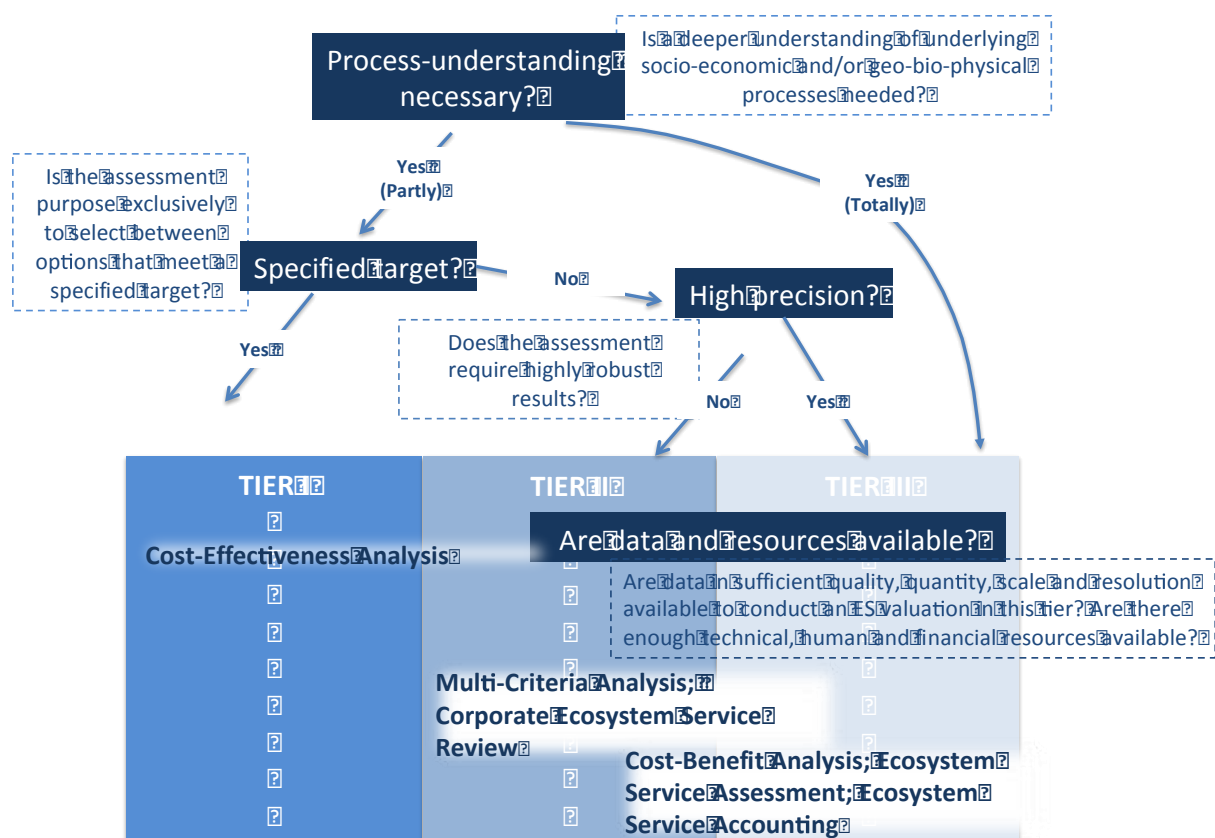 Process-understanding
necessary?
Is a deeper understanding of underlying
socio-economic and/or geo-bio-physical
processes needed?
Yes
(Partly)
Yes
(Totally)
Is the assessment
purpose exclusively
to select between
options that meet a
specified target?
Specified target?
No
High precision?
Yes
Does the assessment
require highly robust
results?
No
Yes
TIER I
TIER II
TIER III
Cost-Effectiveness Analysis
Are data and resources available?
Are data in sufficient quality, quantity, scale and resolution
available to conduct an ES valuation in this tier? Are there
enough technical, human and financial resources available?
Multi-Criteria Analysis;
Corporate Ecosystem Service
Review
Cost-Benefit Analysis; Ecosystem
Service Assessment; Ecosystem
Service Accounting